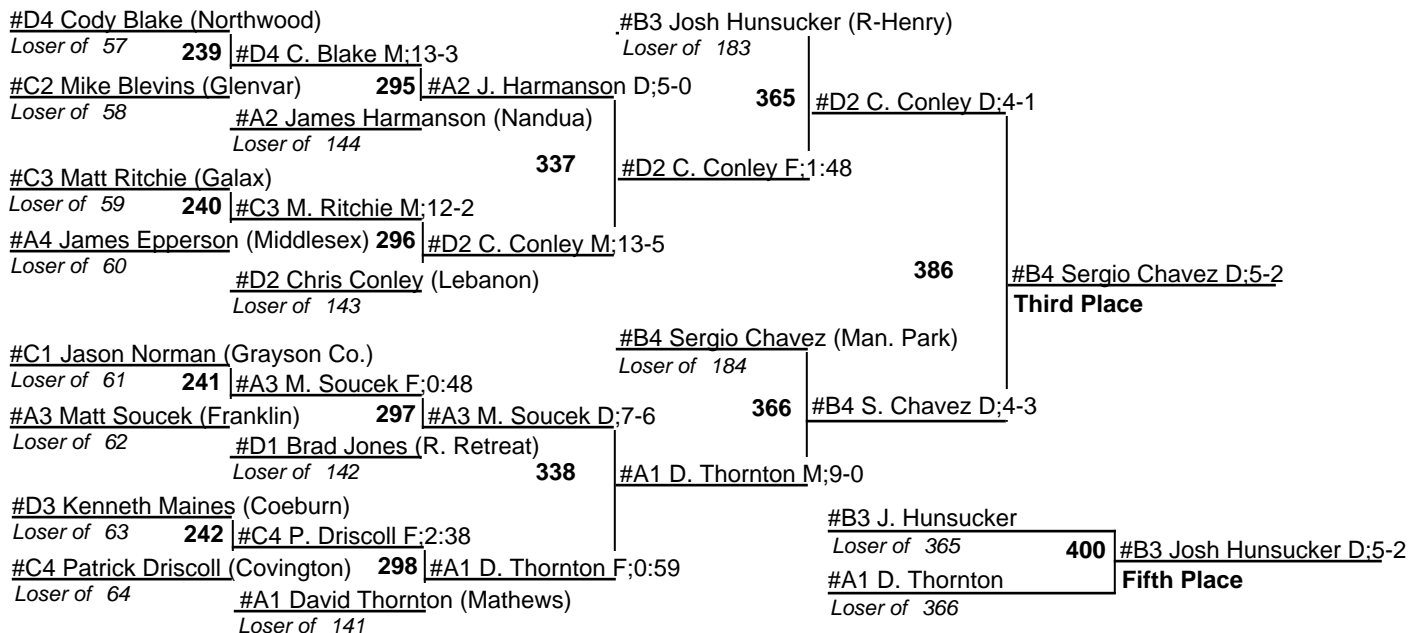 #D4 Cody Blake (Northwood)
Loser of 57
239
#D4 C. Blake M;13-3
#C2 Mike Blevins (Glenvar)
Loser of 58
295
#A2 J. Harmanson D;5-0
#A2 James Harmanson (Nandua)
Loser of 144
337
#D2 C. Conley F;1:48
#C3 Matt Ritchie (Galax)
Loser of 59
240
#C3 M. Ritchie M;12-2
#A4 James Epperson (Middlesex)
Loser of 60
296
#D2 C. Conley M;13-5
#D2 Chris Conley (Lebanon)
Loser of 143
#C1 Jason Norman (Grayson Co.)
Loser of 61
241
#A3 M. Soucek F;0:48
#A3 Matt Soucek (Franklin)
Loser of 62
297
#A3 M. Soucek D;7-6
#D1 Brad Jones (R. Retreat)
Loser of 142
338
#A1 D. Thornton M;9-0
#D3 Kenneth Maines (Coeburn)
Loser of 63
242
#C4 P. Driscoll F;2:38
#C4 Patrick Driscoll (Covington)
Loser of 64
298
#A1 D. Thornton F;0:59
#A1 David Thornton (Mathews)
Loser of 141
#B3 Josh Hunsucker (R-Henry)
Loser of 183
365
#D2 C. Conley D;4-1
386
#B4 Sergio Chavez D;5-2
Third Place
#B4 Sergio Chavez (Man. Park)
Loser of 184
366
#B4 S. Chavez D;4-3
#B3 J. Hunsucker
Loser of 365
400
#B3 Josh Hunsucker D;5-2
Fifth Place
#A1 D. Thornton
Loser of 366